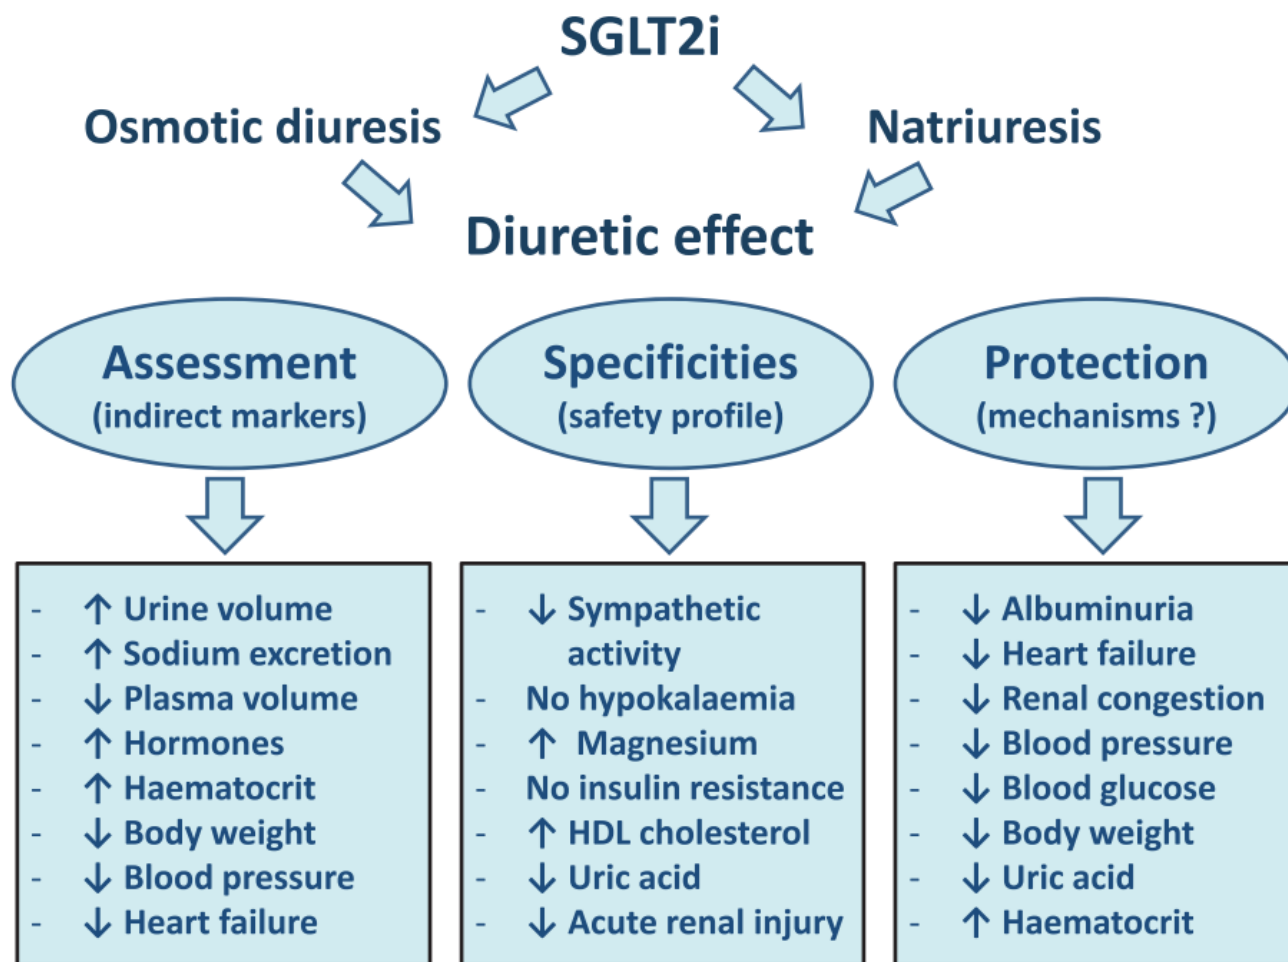 SGLT2i
Osmotic diuresis
Natriuresis
Diuretic effect
Assessment
(indirect markers)
- ↑ Urine volume
- ↑ Sodium excretion
- ↓ Plasma volume
- ↑ Hormones
- ↑ Haematocrit
- ↓ Body weight
- ↓ Blood pressure
- ↓ Heart failure
Specificities
(safety profile)
- ↓ Sympathetic
activity
- No hypokalaemia
- ↑ Magnesium
- No insulin resistance
- ↑ HDL cholesterol
- ↓ Uric acid
- ↓ Acute renal injury
Protection
(mechanisms ?)
- ↓ Albuminuria
- ↓ Heart failure
- ↓ Renal congestion
- ↓ Blood pressure
- ↓ Blood glucose
- ↓ Body weight
- ↓ Uric acid
- ↑ Haematocrit